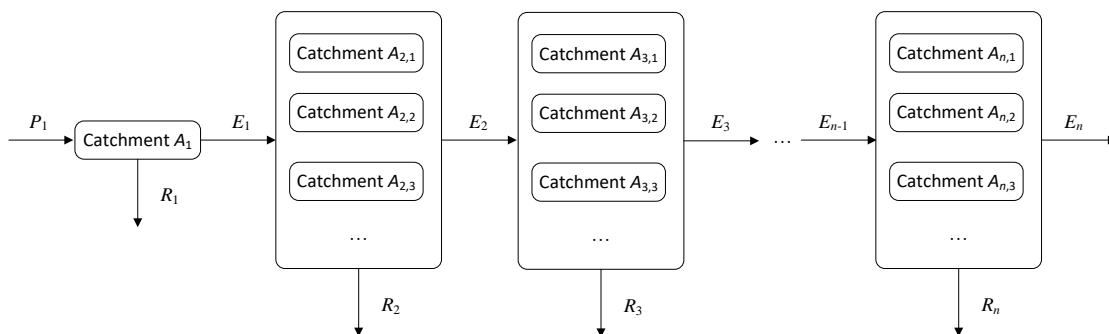 P₁
Catchment A₁
R₁
E₁
Catchment A₂,₁
Catchment A₂,₂
Catchment A₂,₃
...
R₂
E₂
Catchment A₃,₁
Catchment A₃,₂
Catchment A₃,₃
...
R₃
E₃
...
Eₙ₋₁
Catchment Aₙ,₁
Catchment Aₙ,₂
Catchment Aₙ,₃
...
Rₙ
Eₙ